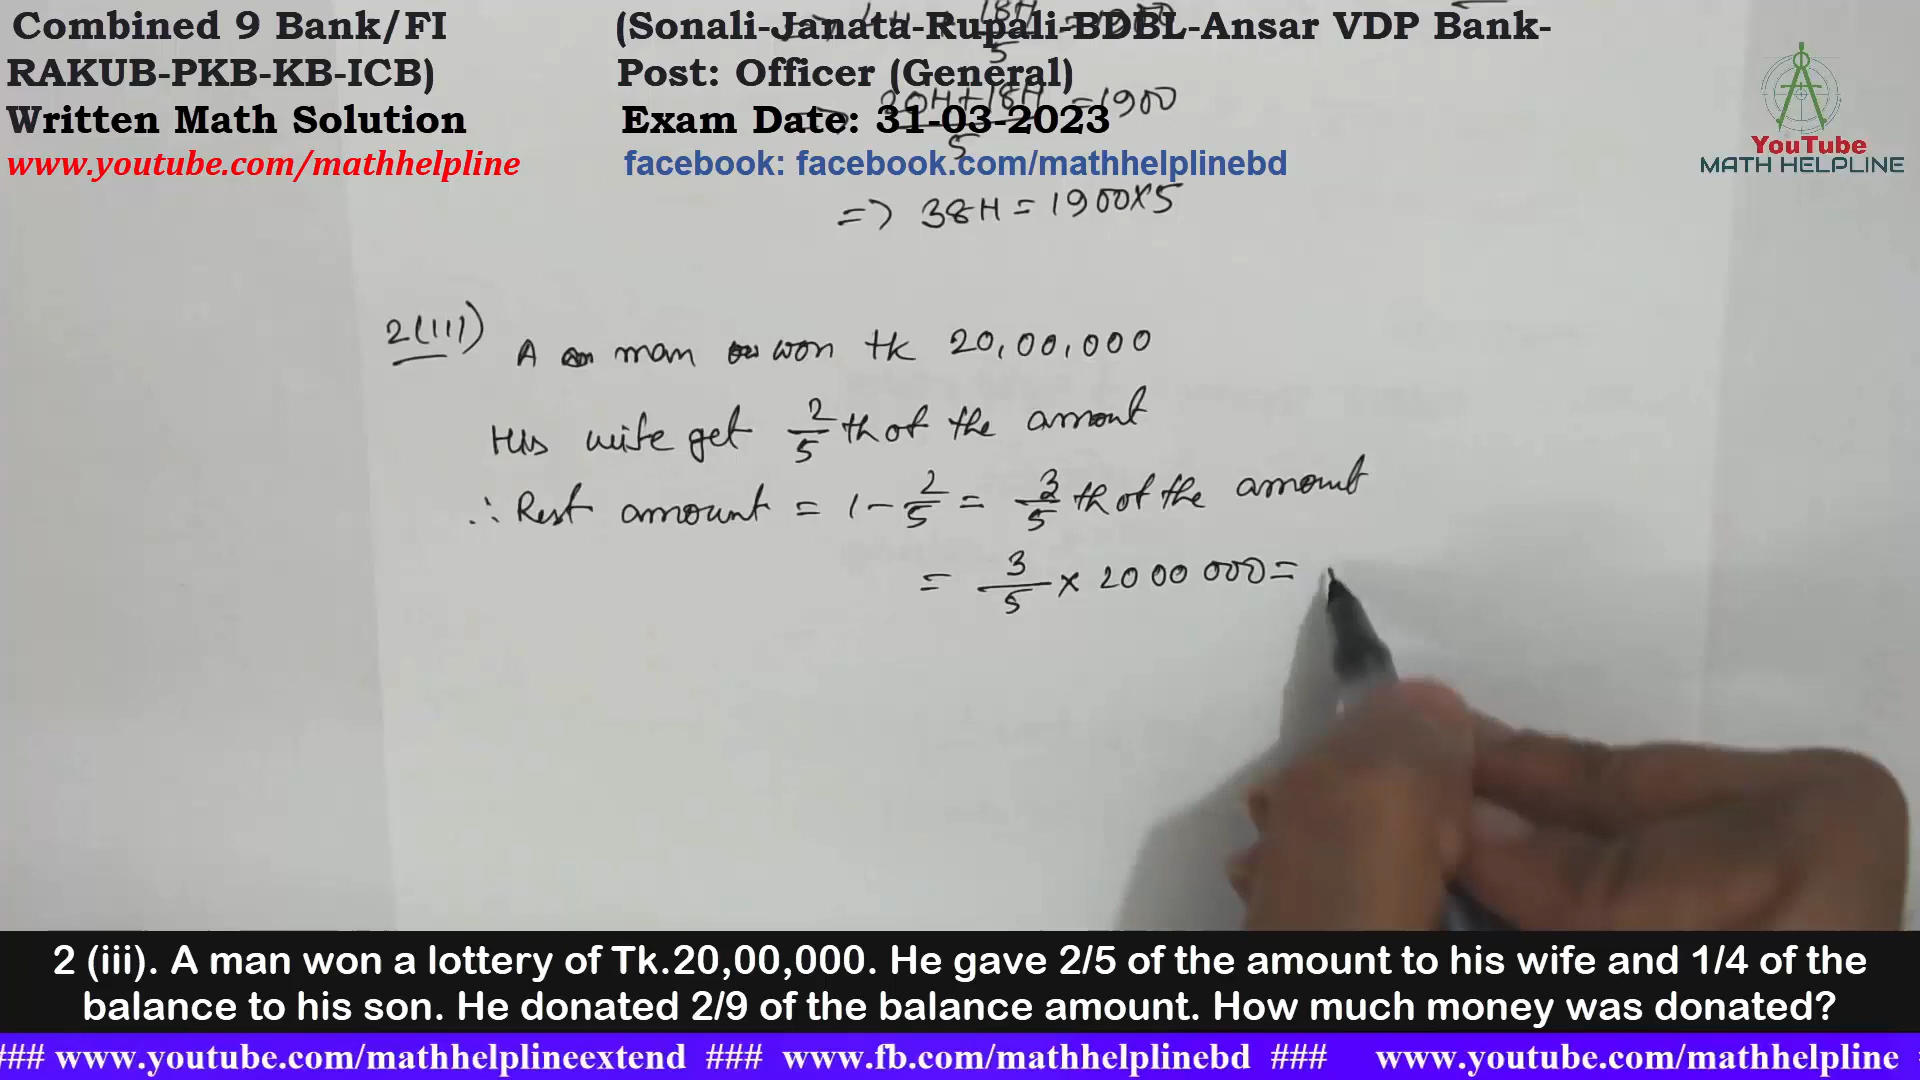 Combined 9 Bank/FI (Sonali-Janata-Rupali-BDBL-Ansar VDP Bank-
RAKUB-PKB-KB-ICB) Post: Officer (General)
Written Math Solution Exam Date: 31-03-2023
www.youtube.com/mathhelpline facebook: facebook.com/mathhelplinebd
YouTube
MATH HELPLINE
20H+18H/5 = 1900
=> 38H = 1900×5
2(iii) A man won tk 20,00,000
His wife get 2/5 th of the amount
∴ Rest amount = 1 - 2/5 = 3/5 th of the amount
= 3/5 × 2000000 =
2 (iii). A man won a lottery of Tk.20,00,000. He gave 2/5 of the amount to his wife and 1/4 of the
balance to his son. He donated 2/9 of the balance amount. How much money was donated?
### www.youtube.com/mathhelplineextend ### www.fb.com/mathhelplinebd ### www.youtube.com/mathhelpline